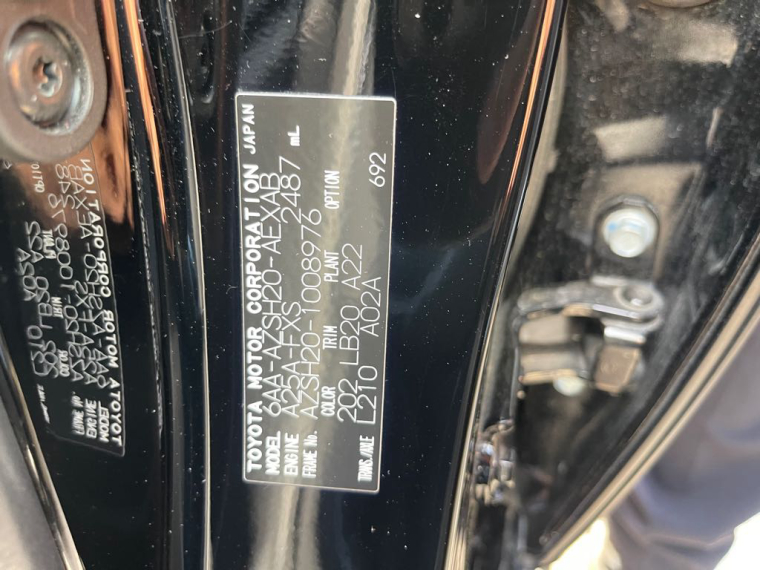 TOYOTA MOTOR CORPORATION JAPAN
MODEL 6AA-AZSH20-AEXAB
ENGINE A25A-FXS 2487 mL
FRAME No. AZSH20-1008976
COLOR TRIM PLANT OPTION
202 LB20 A22
TRANS/AXLE L210 A02A 692